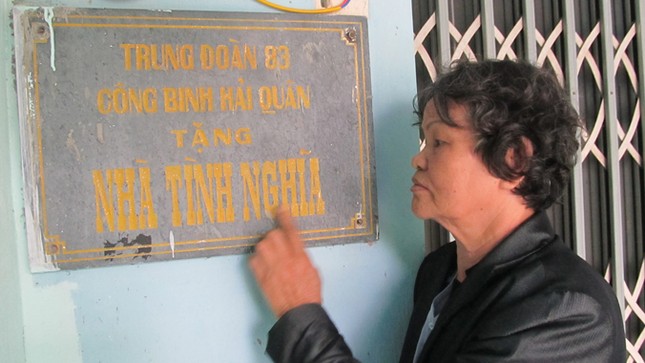 TRUNG ĐOÀN 83
CÔNG BINH HẢI QUÂN
TẶNG
NHÀ TÌNH NGHĨA